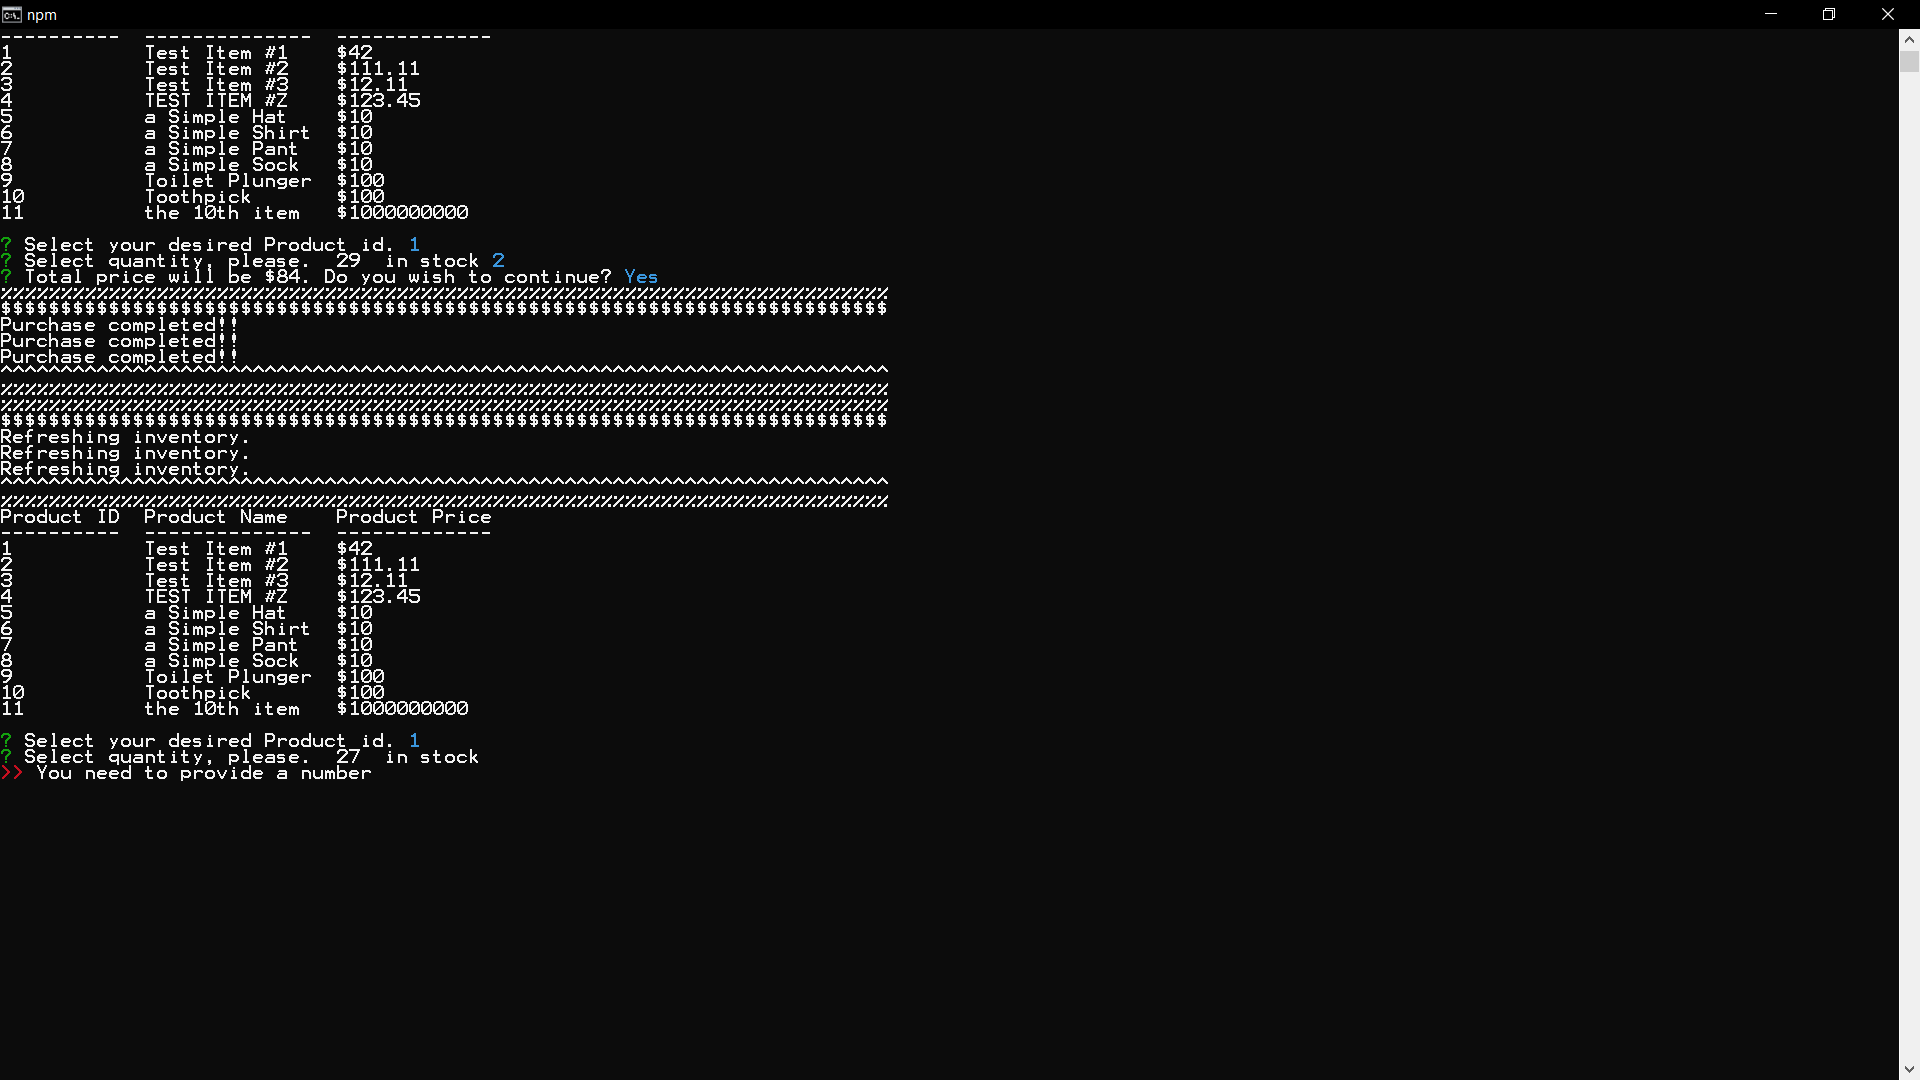 npm
----------  --------------  -------------
1           Test Item #1    $42
2           Test Item #2    $111.11
3           Test Item #3    $12.11
4           TEST ITEM #Z    $123.45
5           a Simple Hat    $10
6           a Simple Shirt  $10
7           a Simple Pant   $10
8           a Simple Sock   $10
9           Toilet Plunger  $100
10          Toothpick       $100
11          the 10th item   $1000000000
? Select your desired Product id. 1
? Select quantity, please.  29  in stock 2
? Total price will be $84. Do you wish to continue? Yes
//////////////////////////////////////////////////////////////////////////
$$$$$$$$$$$$$$$$$$$$$$$$$$$$$$$$$$$$$$$$$$$$$$$$$$$$$$$$$$$$$$$$$$$$$$$$$$
Purchase completed!!
Purchase completed!!
Purchase completed!!
^^^^^^^^^^^^^^^^^^^^^^^^^^^^^^^^^^^^^^^^^^^^^^^^^^^^^^^^^^^^^^^^^^^^^^^^^^
//////////////////////////////////////////////////////////////////////////
//////////////////////////////////////////////////////////////////////////
$$$$$$$$$$$$$$$$$$$$$$$$$$$$$$$$$$$$$$$$$$$$$$$$$$$$$$$$$$$$$$$$$$$$$$$$$$
Refreshing inventory.
Refreshing inventory.
Refreshing inventory.
^^^^^^^^^^^^^^^^^^^^^^^^^^^^^^^^^^^^^^^^^^^^^^^^^^^^^^^^^^^^^^^^^^^^^^^^^^
//////////////////////////////////////////////////////////////////////////
Product ID  Product Name    Product Price
----------  --------------  -------------
1           Test Item #1    $42
2           Test Item #2    $111.11
3           Test Item #3    $12.11
4           TEST ITEM #Z    $123.45
5           a Simple Hat    $10
6           a Simple Shirt  $10
7           a Simple Pant   $10
8           a Simple Sock   $10
9           Toilet Plunger  $100
10          Toothpick       $100
11          the 10th item   $1000000000
? Select your desired Product id. 1
? Select quantity, please.  27  in stock
>> You need to provide a number